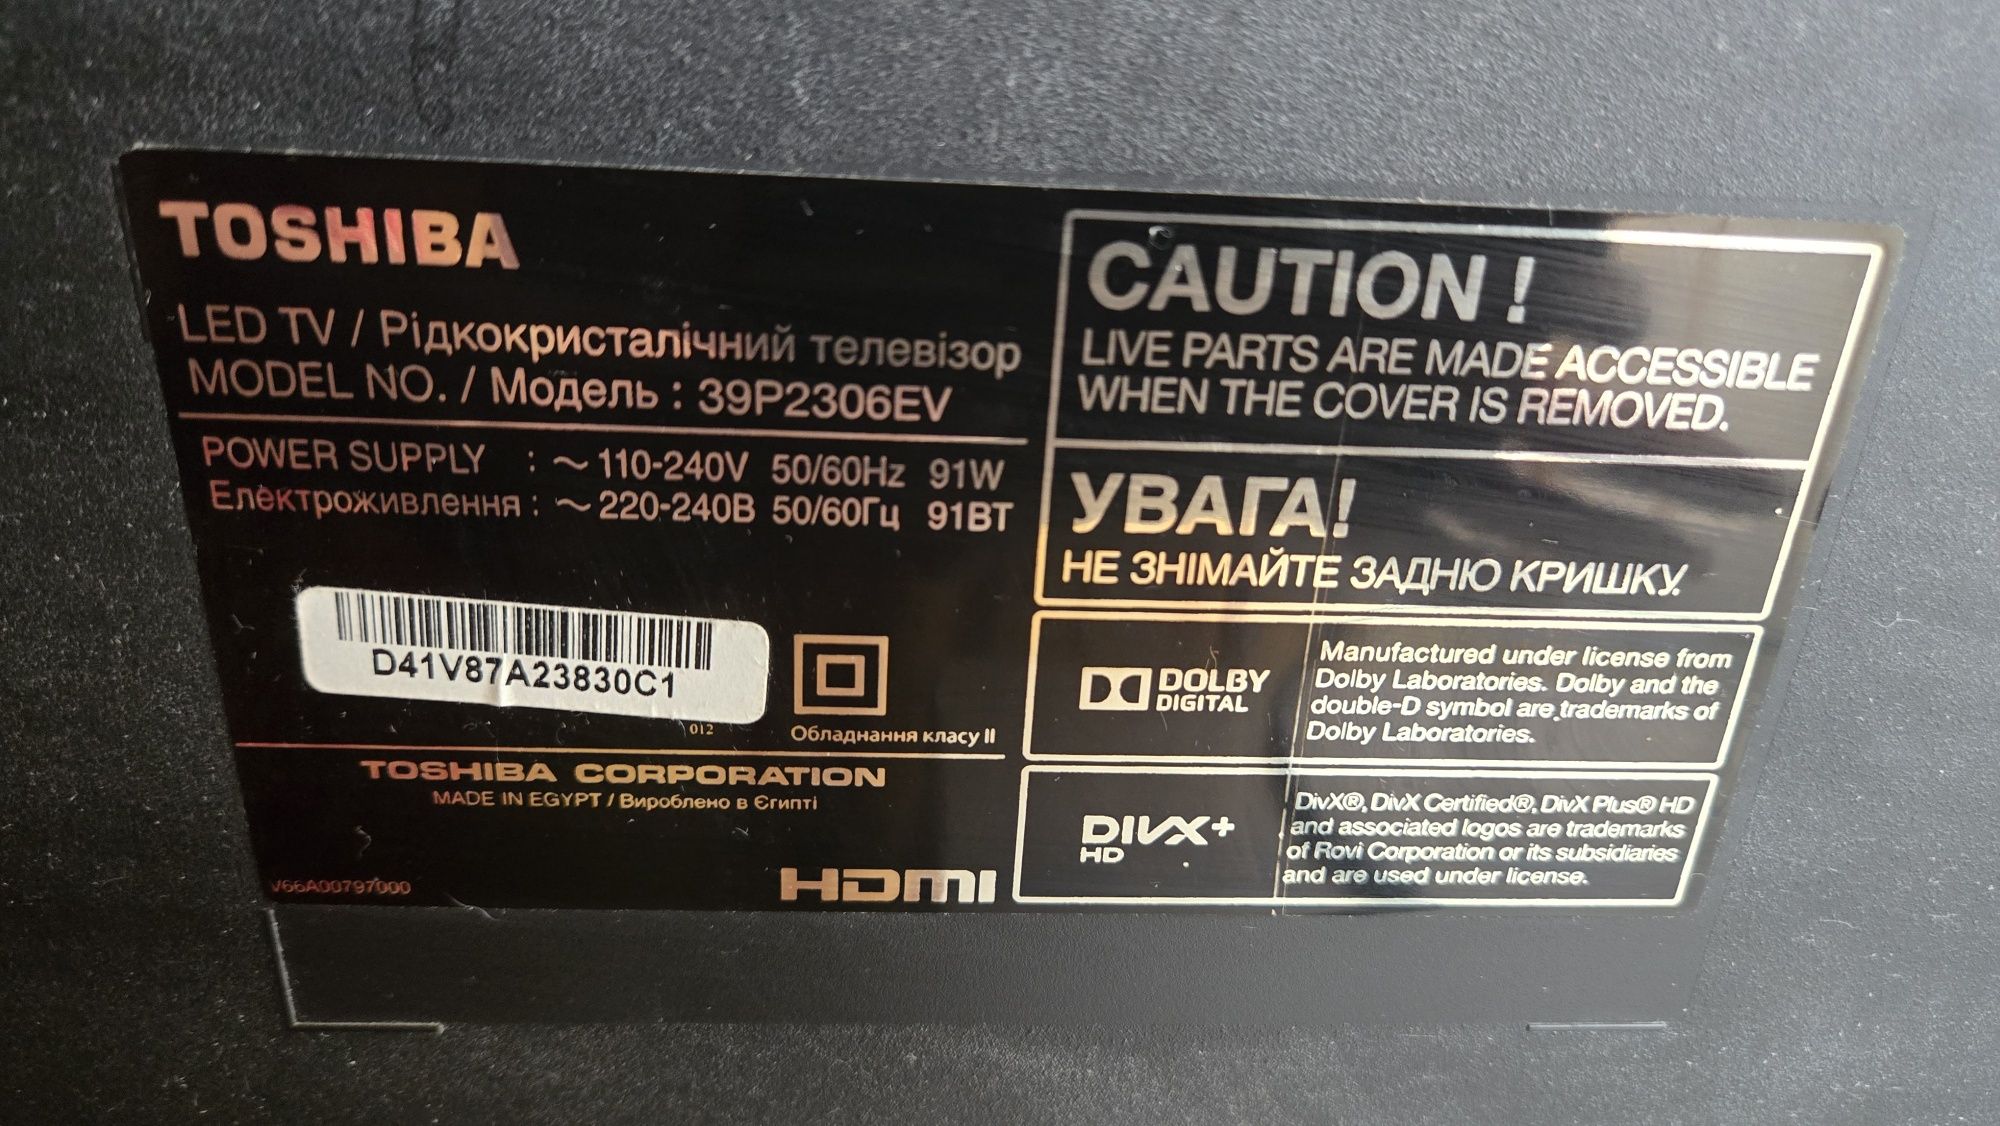 TOSHIBA
LED TV / Рідкокристалічний телевізор
MODEL NO. / Модель : 39P2306EV
POWER SUPPLY : ~ 110-240V 50/60Hz 91W
Електроживлення : ~ 220-240В 50/60Гц 91ВТ
D41V87A23830C1
012
Обладнання класу II
TOSHIBA CORPORATION
MADE IN EGYPT / Вироблено в Єгипті
V66A00797000
HDMI
CAUTION !
LIVE PARTS ARE MADE ACCESSIBLE
WHEN THE COVER IS REMOVED.
УВАГА!
НЕ ЗНІМАЙТЕ ЗАДНЮ КРИШКУ.
DOLBY
DIGITAL
Manufactured under license from
Dolby Laboratories. Dolby and the
double-D symbol are trademarks of
Dolby Laboratories.
DIVX+
HD
DivX®, DivX Certified®, DivX Plus® HD
and associated logos are trademarks
of Rovi Corporation or its subsidiaries
and are used under license.